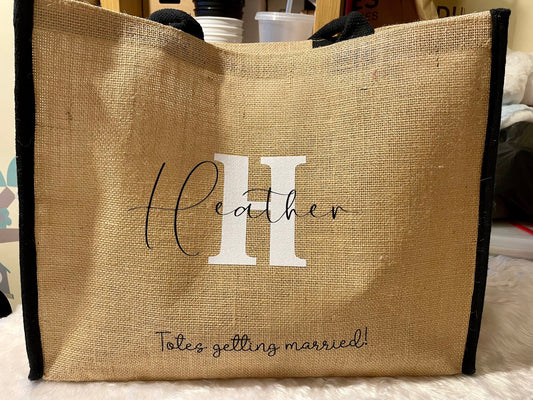 H
Heather
Totes getting married!